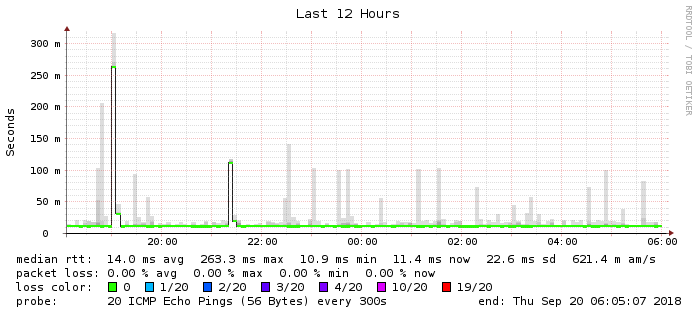 Last 12 Hours
RRDTOOL / TOBI OETIKER
Seconds
300 m
250 m
200 m
150 m
100 m
50 m
0
20:00 22:00 00:00 02:00 04:00 06:00
median rtt: 14.0 ms avg 263.3 ms max 10.9 ms min 11.4 ms now 22.6 ms sd 621.4 m am/s
packet loss: 0.00 % avg 0.00 % max 0.00 % min 0.00 % now
loss color: 0 1/20 2/20 3/20 4/20 10/20 19/20
probe: 20 ICMP Echo Pings (56 Bytes) every 300s end: Thu Sep 20 06:05:07 2018